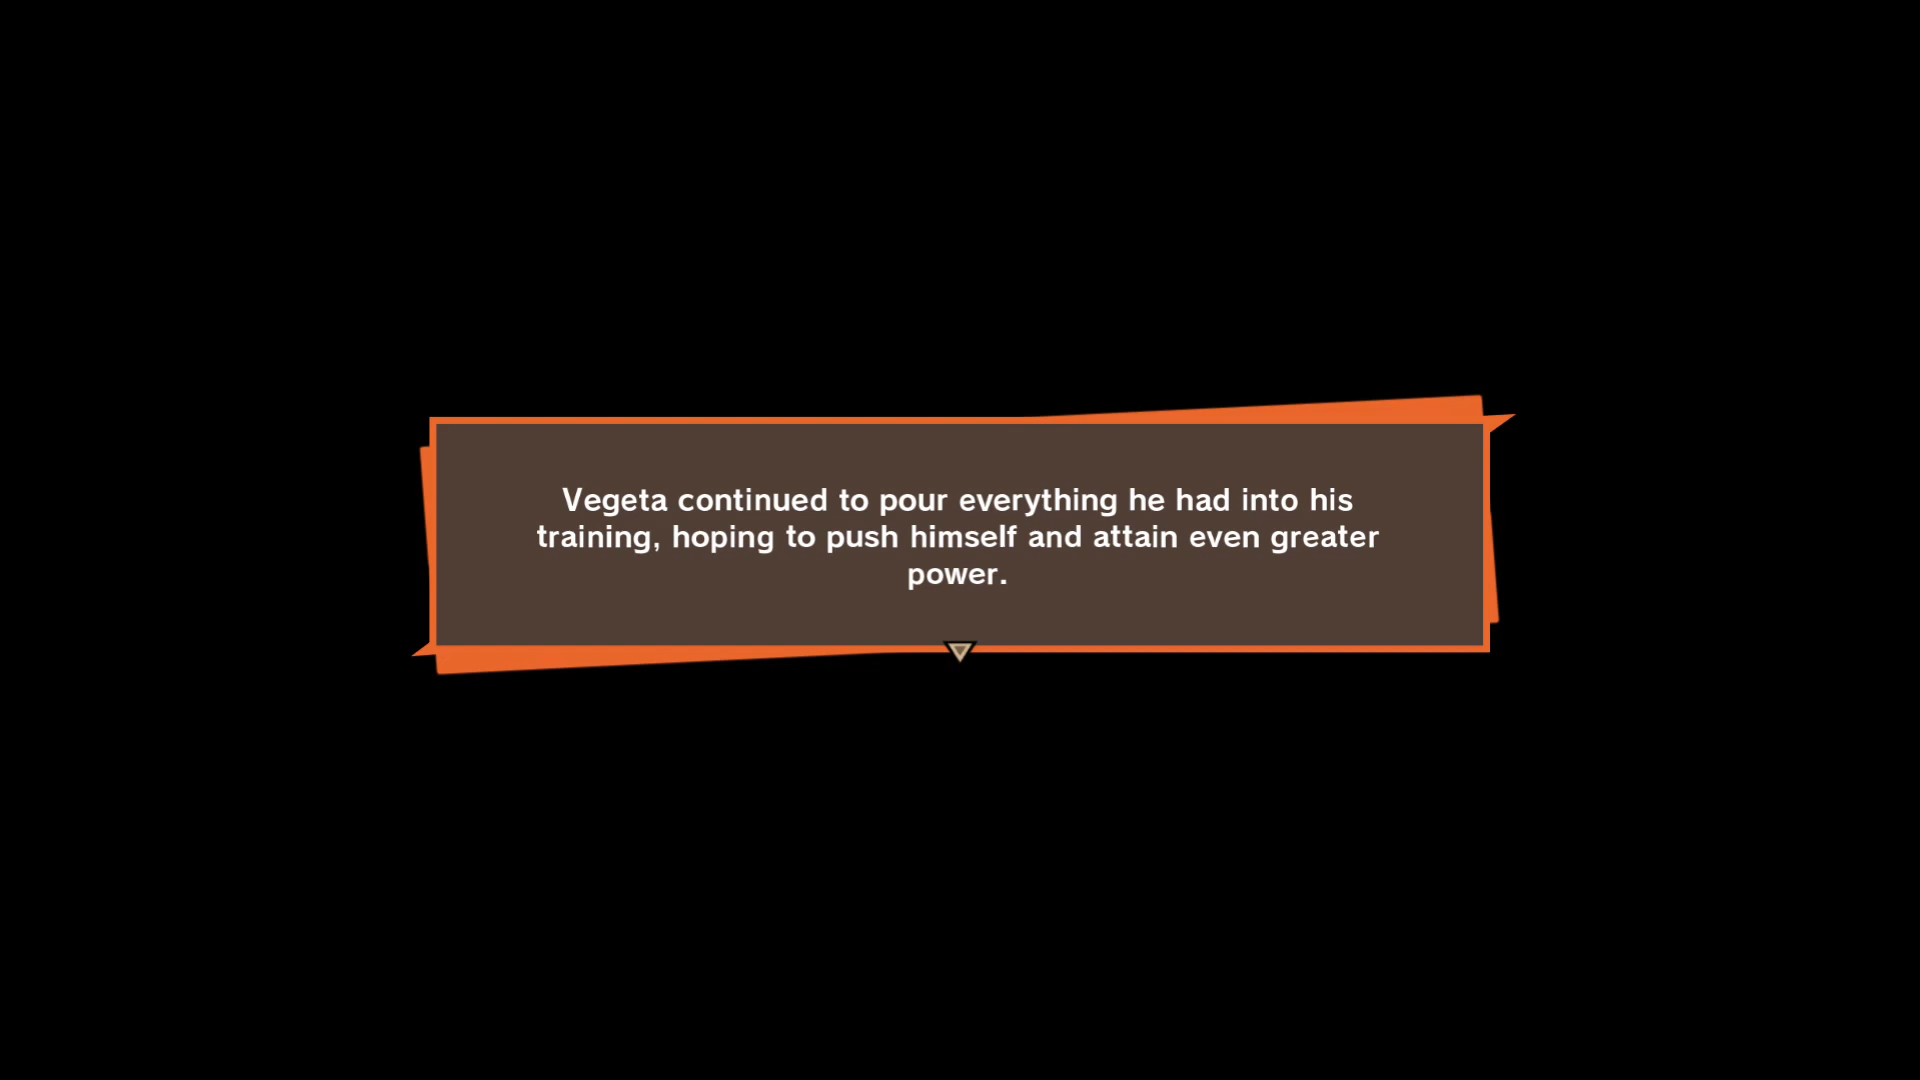 Vegeta continued to pour everything he had into his
training, hoping to push himself and attain even greater
power.